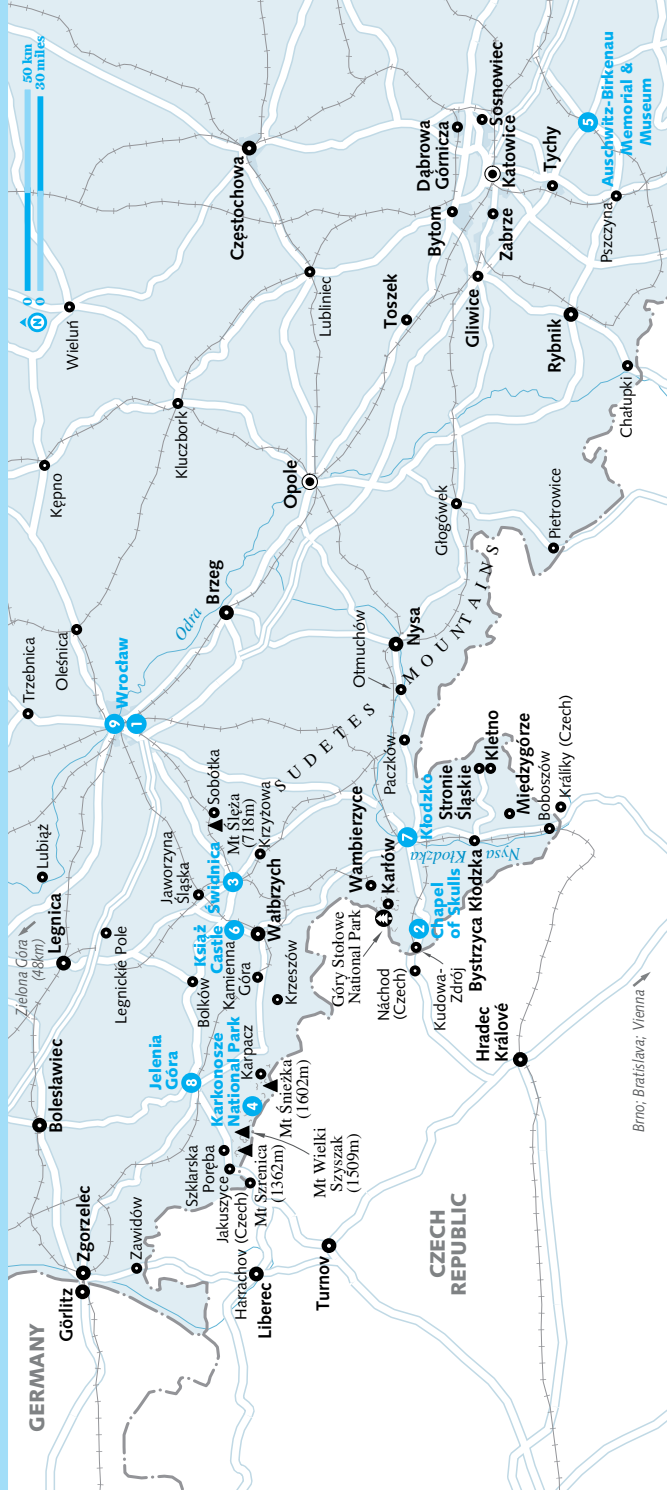 GERMANY
Görlitz
Zgorzelec
Zawidów
Bolesławiec
Zielona Góra
(48km)
Legnica
Lubiąż
Legnickie Pole
Trzebnica
Oleśnica
9
Wrocław
1
Kępno
Wieluń
0
50 km
N
0
30 miles
Jelenia
Góra
8
Bolków
Jaworzyna
Śląska
Książ
Castle
6
Świdnica
3
Sobótka
Mt Ślęża
(718m)
Krzyżowa
Odra
Brzeg
Kluczbork
Częstochowa
Szklarska
Poręba
Jakuszyce
Harrachov (Czech)
Mt Szrenica
(1362m)
Karkonosze
National Park
4
Karpacz
Mt Śnieżka
(1602m)
Mt Wielki
Szyszak
(1509m)
Kamienna
Góra
Krzeszów
Wałbrzych
Opole
Lubliniec
Liberec
Turnov
CZECH
REPUBLIC
SUDETES MOUNTAINS
Wambierzyce
Karłów
Góry Stołowe
National Park
Náchod
(Czech)
Kudowa-
Zdrój
2
Chapel
of Skulls
7
Kłodzko
Nysa Kłodzka
Paczków
Otmuchów
Nysa
Głogówek
Toszek
Bytom
Dąbrowa
Górnicza
Sosnowiec
Katowice
Zabrze
Gliwice
Tychy
5
Auschwitz-Birkenau
Memorial &
Museum
Pszczyna
Rybnik
Chałupki
Pietrowice
Bystrzyca Kłodzka
Stronie
Śląskie
Kletno
Międzygórze
Boboszów
Králíky (Czech)
Hradec
Králové
Brno; Bratislava; Vienna